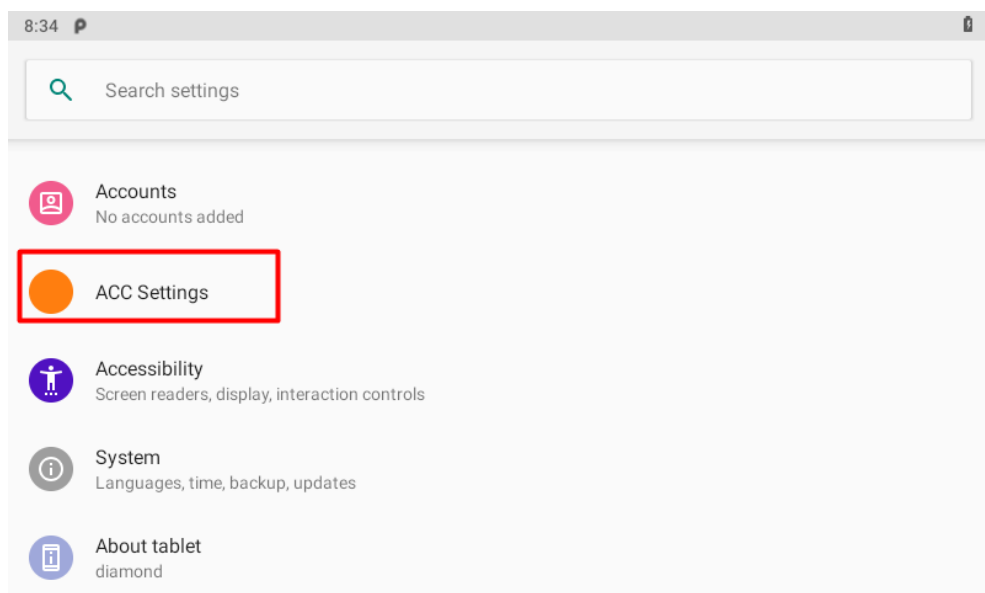 8:34
Search settings
Accounts
No accounts added
ACC Settings
Accessibility
Screen readers, display, interaction controls
System
Languages, time, backup, updates
About tablet
diamond